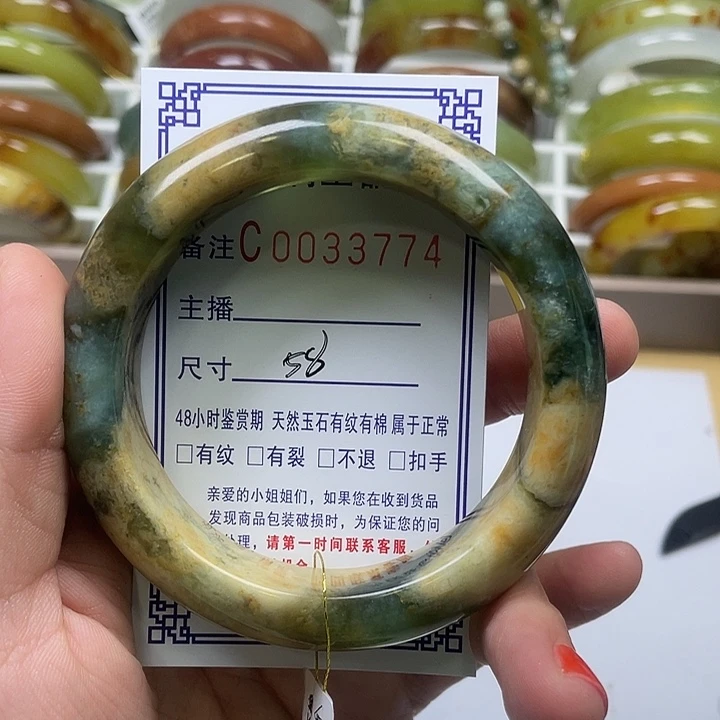 备注C0033774
主播
尺寸 58
48小时鉴赏期 天然玉石有纹有棉属于正常
□有纹 □有裂 □不退 □扣手
亲爱的小姐姐们，如果您在收到货品
发现商品包装破损时，为保证您的问
处理，请第一时间联系客服，
机会